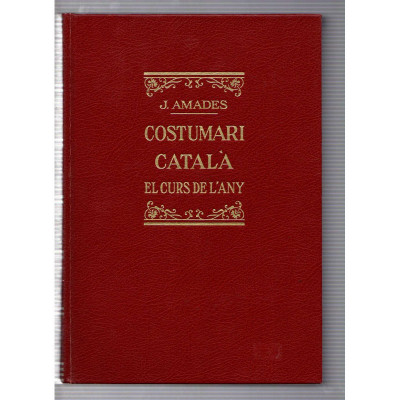 J. AMADES
COSTUMARI
CATALÀ
EL CURS DE L'ANY